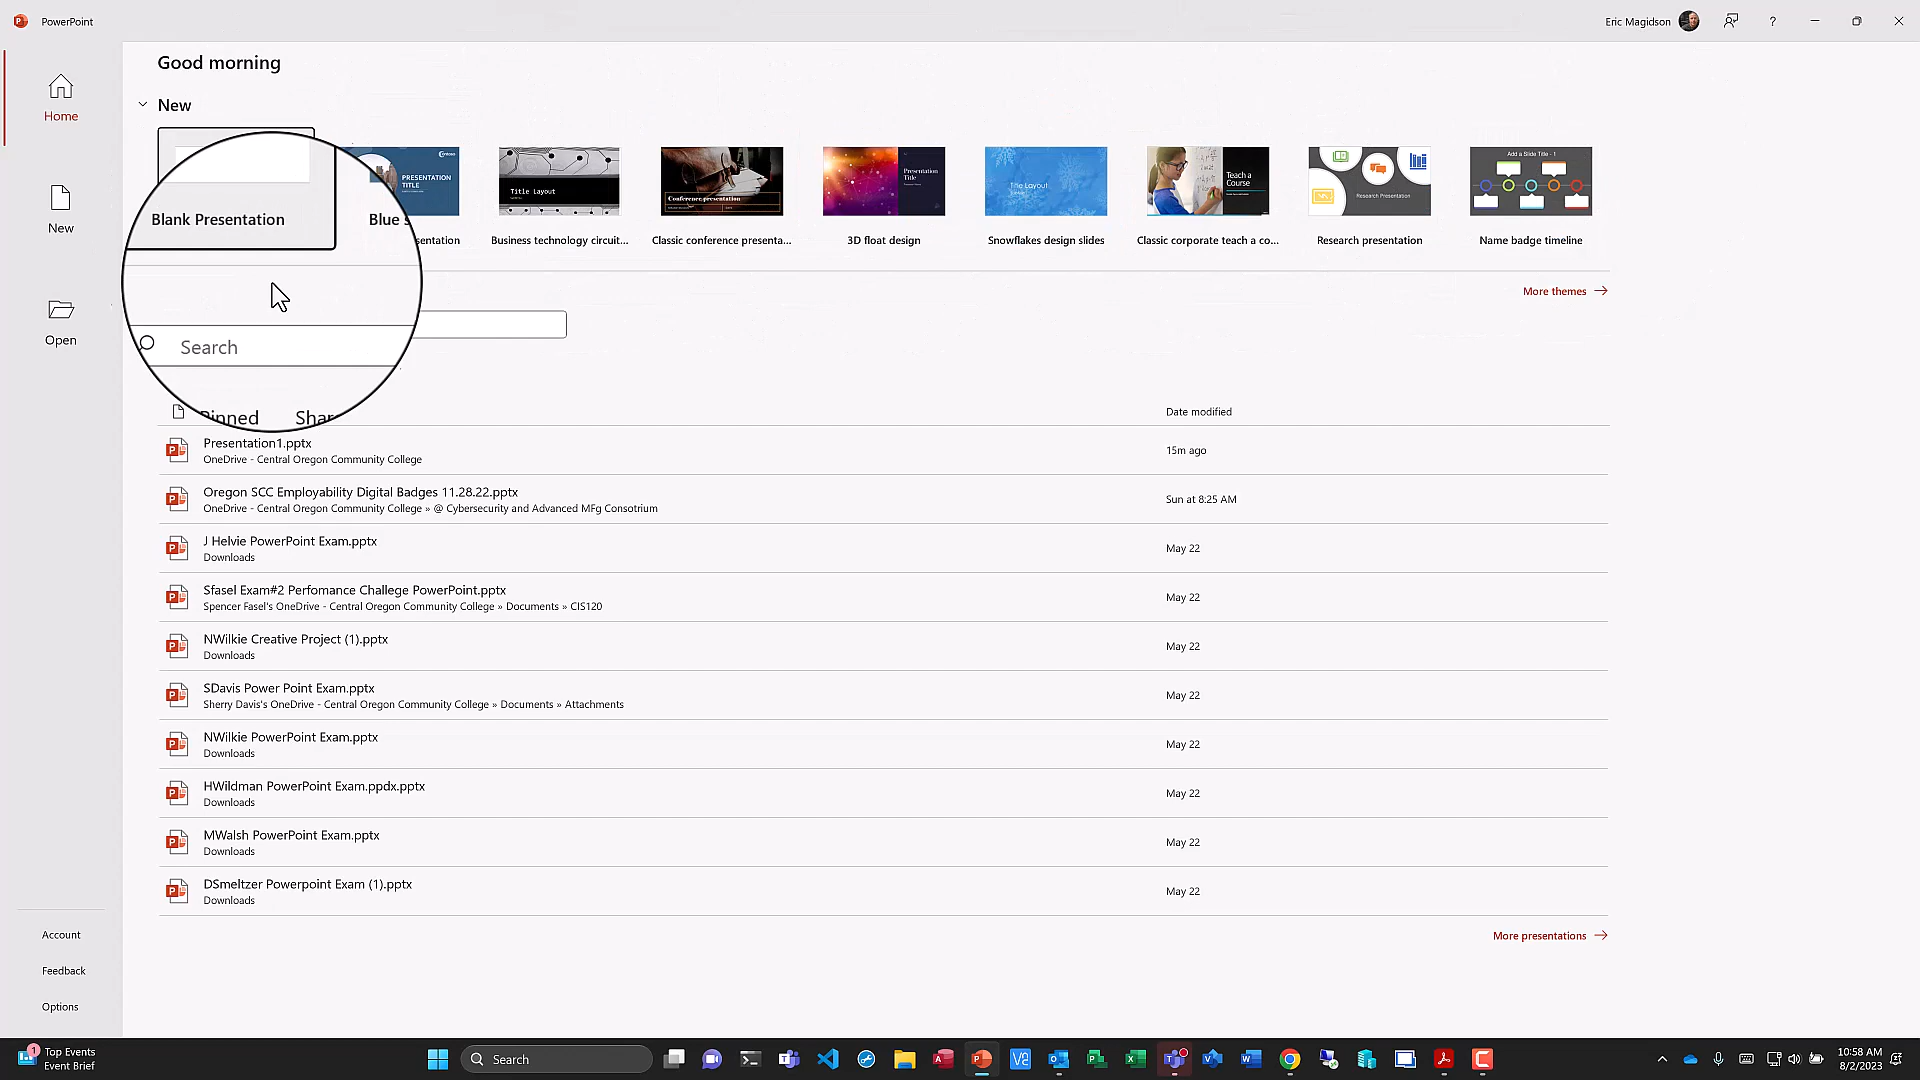 PowerPoint
Eric Magidson
?
Good morning
New
Home
New
Open
Blank Presentation
Blue
PRESENTATION
TITLE
Contoso
sentation
Title Layout
Business technology circuit...
Conference presentation
Classic conference presenta...
Presentation
Title
3D float design
Title Layout
Snowflakes design slides
Teach a
Course
Classic corporate teach a co...
Research Presentation
Research presentation
Add a Slide Title - 1
Name badge timeline
More themes
Search
Pinned Shar
Date modified
Presentation1.pptx
OneDrive - Central Oregon Community College
15m ago
Oregon SCC Employability Digital Badges 11.28.22.pptx
OneDrive - Central Oregon Community College » @ Cybersecurity and Advanced MFg Consotrium
Sun at 8:25 AM
J Helvie PowerPoint Exam.pptx
Downloads
May 22
Sfasel Exam#2 Perfomance Challege PowerPoint.pptx
Spencer Fasel's OneDrive - Central Oregon Community College » Documents » CIS120
May 22
NWilkie Creative Project (1).pptx
Downloads
May 22
SDavis Power Point Exam.pptx
Sherry Davis's OneDrive - Central Oregon Community College » Documents » Attachments
May 22
NWilkie PowerPoint Exam.pptx
Downloads
May 22
HWildman PowerPoint Exam.ppdx.pptx
Downloads
May 22
MWalsh PowerPoint Exam.pptx
Downloads
May 22
DSmeltzer Powerpoint Exam (1).pptx
Downloads
May 22
More presentations
Account
Feedback
Options
1
Top Events
Event Brief
Search
10:58 AM
8/2/2023